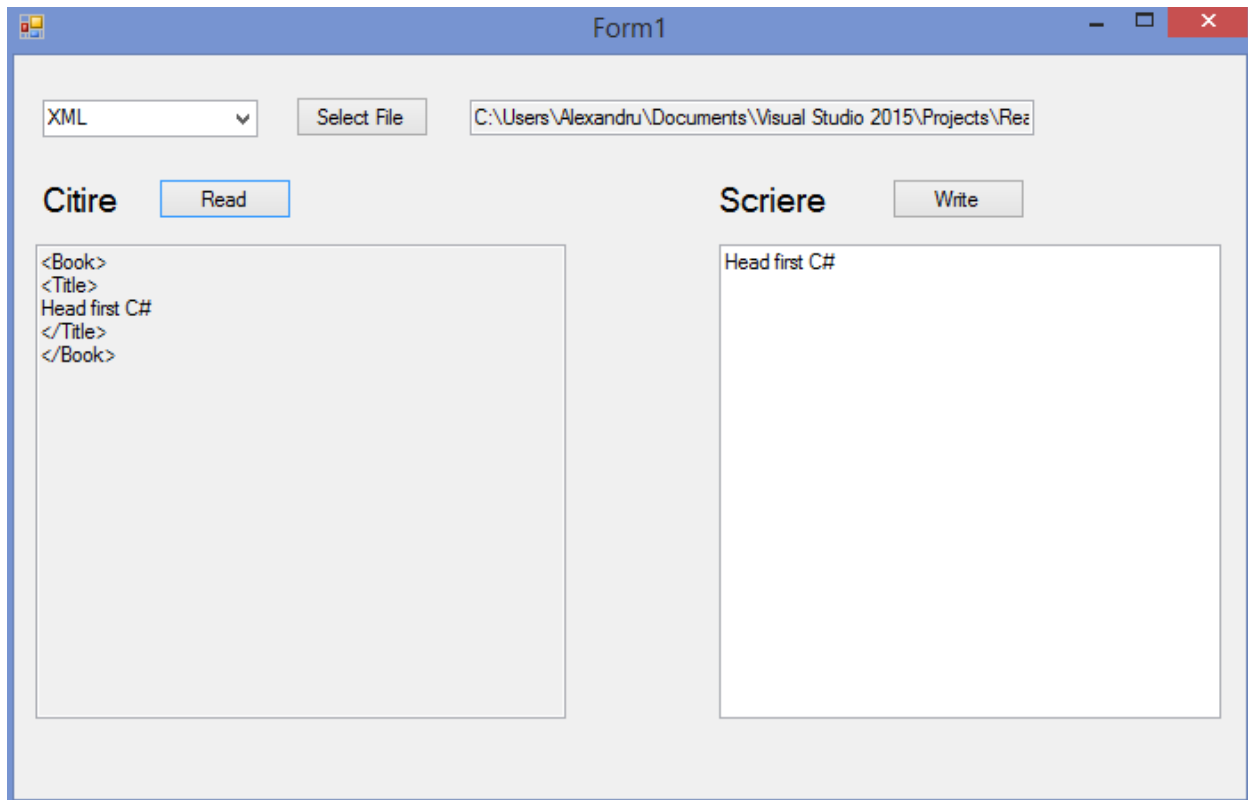 Form1
XML
Select File
C:\Users\Alexandru\Documents\Visual Studio 2015\Projects\Rea
Citire
Read
Scriere
Write
<Book>
<Title>
Head first C#
</Title>
</Book>
Head first C#